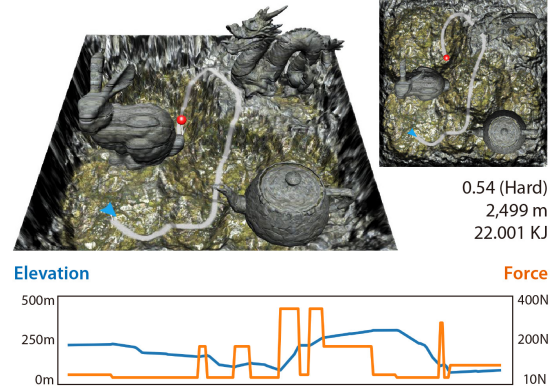 0.54 (Hard)
2,499 m
22.001 KJ
Elevation
Force
500m
400N
250m
200N
0m
10N